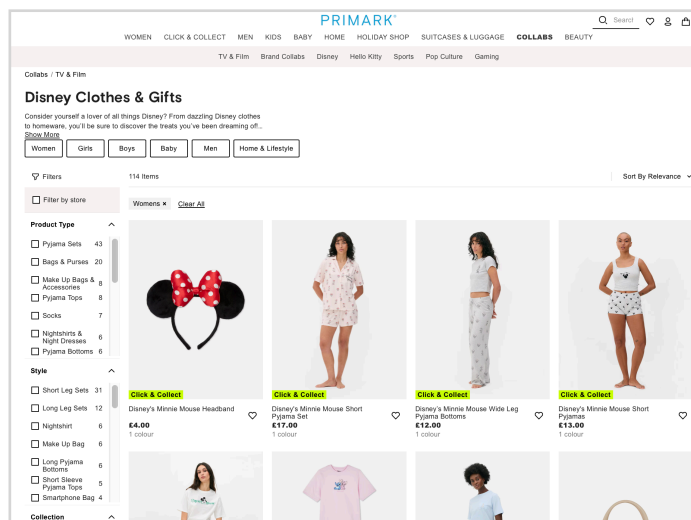 PRIMARK®
Search
WOMEN CLICK & COLLECT MEN KIDS BABY HOME HOLIDAY SHOP SUITCASES & LUGGAGE COLLABS BEAUTY
TV & Film Brand Collabs Disney Hello Kitty Sports Pop Culture Gaming
Collabs / TV & Film
Disney Clothes & Gifts
Consider yourself a lover of all things Disney? From dazzling Disney clothes
to homeware, you'll be sure to discover the treats you've been dreaming of!..
Show More
Women Girls Boys Baby Men Home & Lifestyle
Filters
114 Items
Sort By Relevance
Filter by store
Womens ×
Clear All
Product Type
Pyjama Sets 43
Bags & Purses 20
Make Up Bags &
Accessories 8
Pyjama Tops 8
Socks 7
Nightshirts &
Night Dresses 6
Pyjama Bottoms 6
Style
Short Leg Sets 31
Long Leg Sets 12
Nightshirt 6
Make Up Bag 6
Long Pyjama
Bottoms 6
Short Sleeve
Pyjama Tops 5
Smartphone Bag 4
Collection
Click & Collect
Disney's Minnie Mouse Headband
£4.00
1 colour
Click & Collect
Disney's Minnie Mouse Short
Pyjama Set
£17.00
1 colour
Click & Collect
Disney's Minnie Mouse Wide Leg
Pyjama Bottoms
£12.00
1 colour
Click & Collect
Disney's Minnie Mouse Short
Pyjamas
£13.00
1 colour